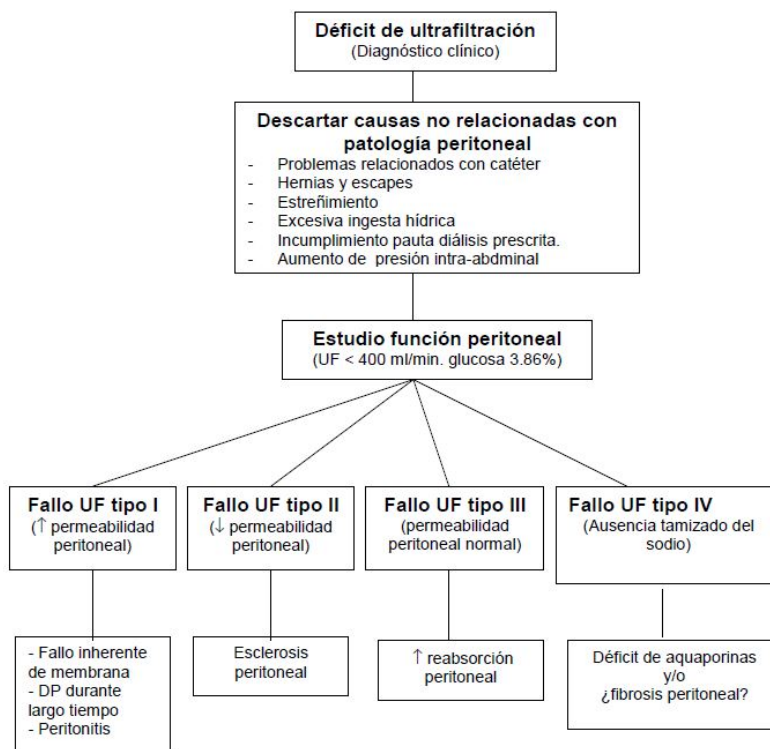 Déficit de ultrafiltración
(Diagnóstico clínico)
Descartar causas no relacionadas con
patología peritoneal
- Problemas relacionados con catéter
- Hernias y escapes
- Estreñimiento
- Excesiva ingesta hídrica
- Incumplimiento pauta diálisis prescrita.
- Aumento de presión intra-abdminal
Estudio función peritoneal
(UF < 400 ml/min. glucosa 3.86%)
Fallo UF tipo I
(↑ permeabilidad
peritoneal)
Fallo UF tipo II
(↓ permeabilidad
peritoneal)
Fallo UF tipo III
(permeabilidad
peritoneal normal)
Fallo UF tipo IV
(Ausencia tamizado del
sodio)
- Fallo inherente
de membrana
- DP durante
largo tiempo
- Peritonitis
Esclerosis
peritoneal
↑ reabsorción
peritoneal
Déficit de aquaporinas
y/o
¿fibrosis peritoneal?